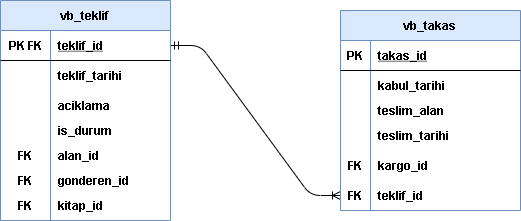 vb_teklif
PK FK teklif_id
teklif_tarihi
aciklama
is_durum
FK alan_id
FK gonderen_id
FK kitap_id
vb_takas
PK takas_id
kabul_tarihi
teslim_alan
teslim_tarihi
FK kargo_id
FK teklif_id